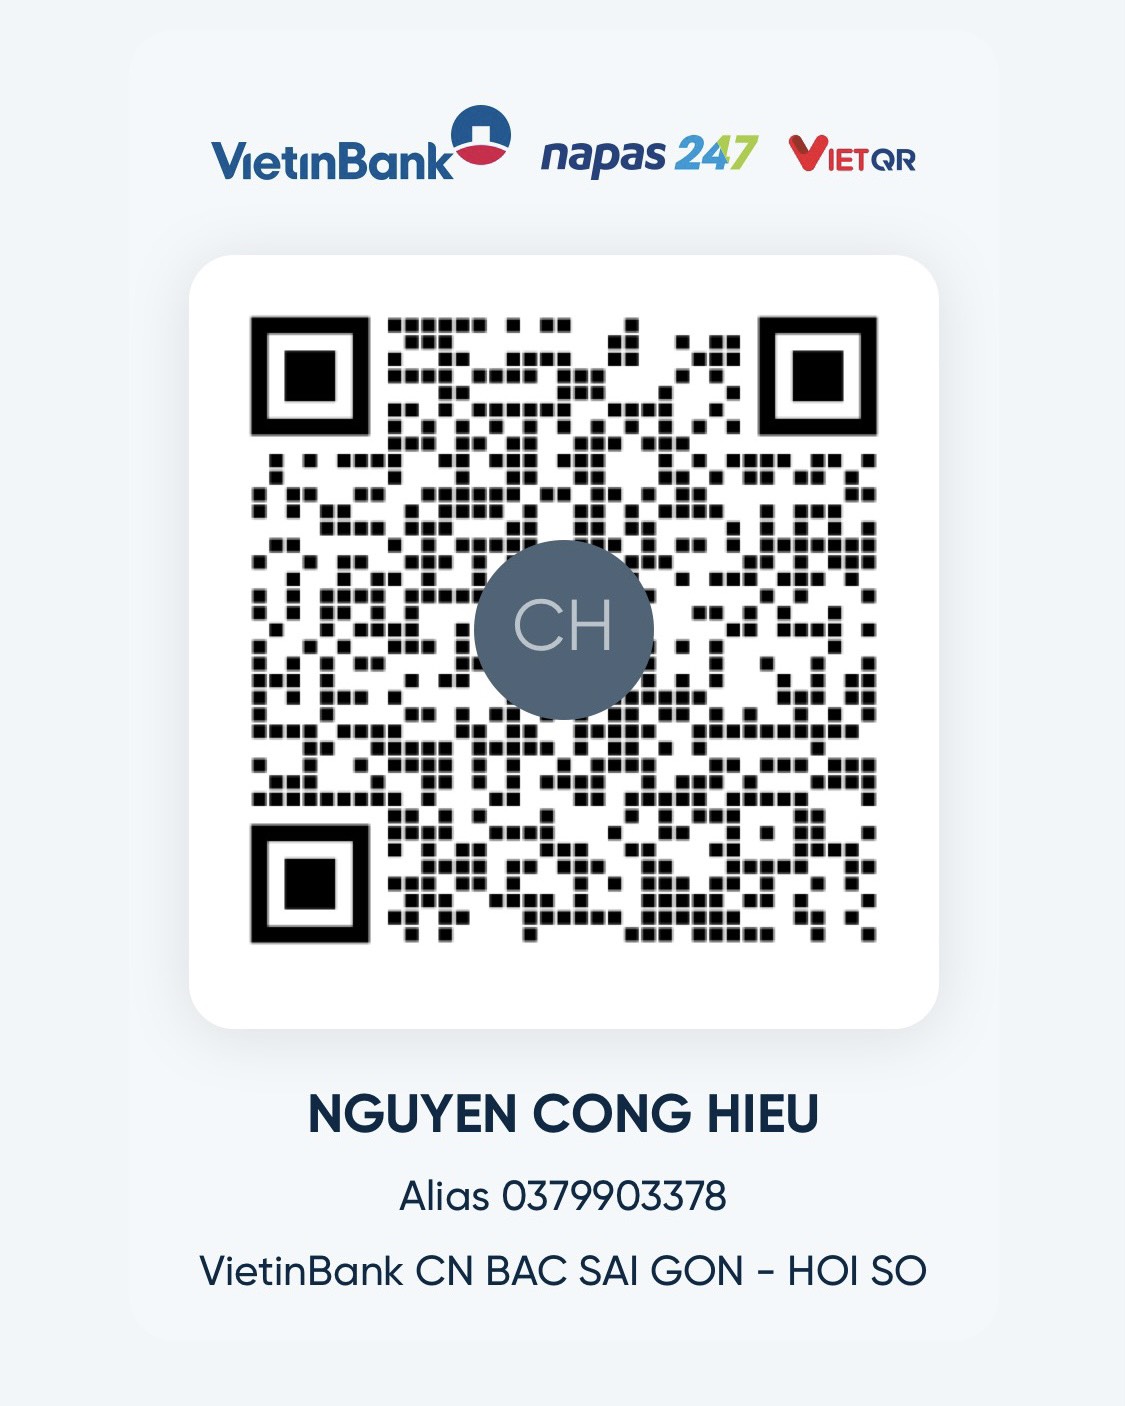 VietinBank napas 247 VIETQR
CH
NGUYEN CONG HIEU
Alias 0379903378
VietinBank CN BAC SAI GON - HOI SO